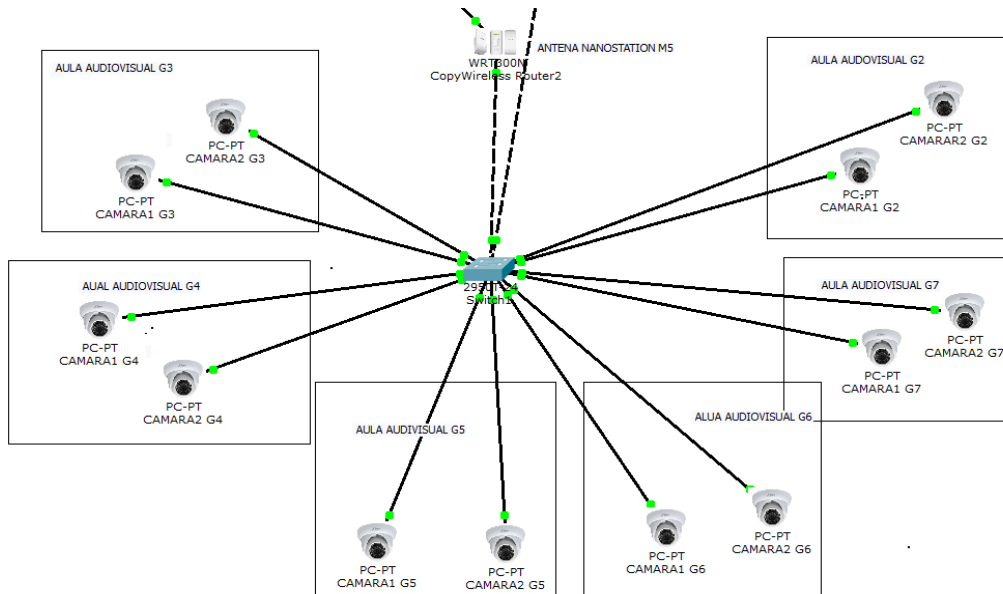 ANTENA NANOSTATION M5
WRT300N
CopyWireless Router2
AULA AUDIOVISUAL G3
PC-PT
CAMARA2 G3
PC-PT
CAMARA1 G3
AULA AUDOVISUAL G2
PC-PT
CAMARAR2 G2
PC-PT
CAMARA1 G2
2950T-24
Switch1
AUAL AUDIOVISUAL G4
PC-PT
CAMARA1 G4
PC-PT
CAMARA2 G4
AULA AUDIOVISUAL G7
PC-PT
CAMARA2 G7
PC-PT
CAMARA1 G7
AULA AUDIVISUAL G5
PC-PT
CAMARA1 G5
PC-PT
CAMARA2 G5
ALUA AUDIOVISUAL G6
PC-PT
CAMARA2 G6
PC-PT
CAMARA1 G6